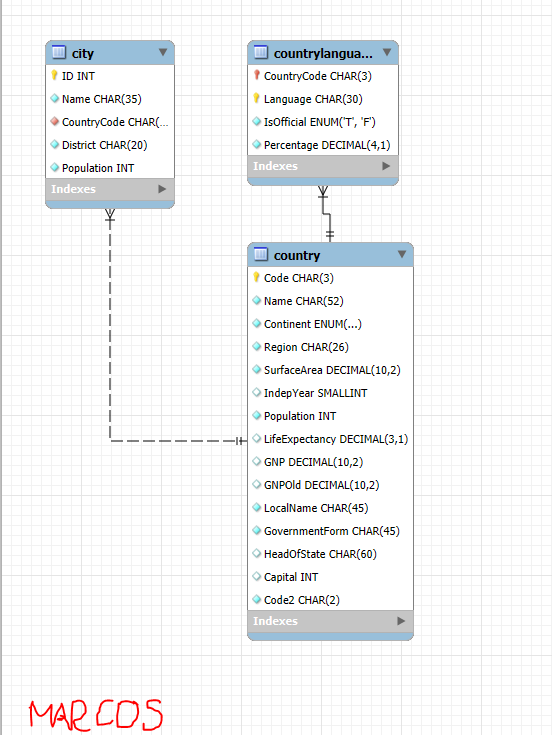 city
ID INT
Name CHAR(35)
CountryCode CHAR(...
District CHAR(20)
Population INT
Indexes
countrylangua...
CountryCode CHAR(3)
Language CHAR(30)
IsOfficial ENUM('T', 'F')
Percentage DECIMAL(4,1)
Indexes
country
Code CHAR(3)
Name CHAR(52)
Continent ENUM(...)
Region CHAR(26)
SurfaceArea DECIMAL(10,2)
IndepYear SMALLINT
Population INT
LifeExpectancy DECIMAL(3,1)
GNP DECIMAL(10,2)
GNPOld DECIMAL(10,2)
LocalName CHAR(45)
GovernmentForm CHAR(45)
HeadOfState CHAR(60)
Capital INT
Code2 CHAR(2)
Indexes
MARCOS